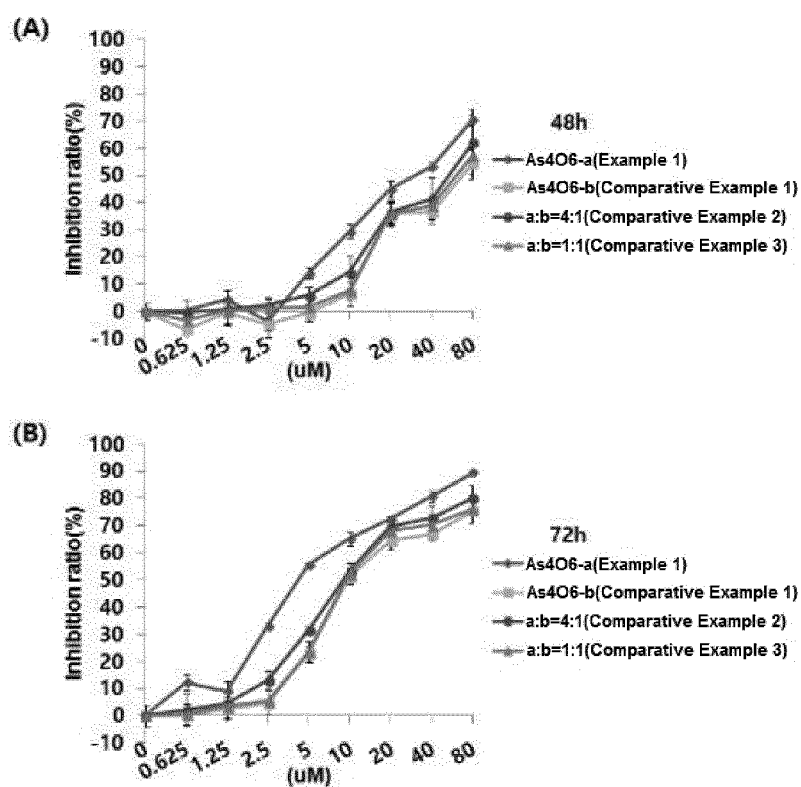 (A)
100
90
80
70
60
50
40
30
20
10
0
-10
Inhibition ratio(%)
0 0.625 1.25 2.5 5 10 20 40 80
(uM)
48h
As4O6-a(Example 1)
As4O6-b(Comparative Example 1)
a:b=4:1(Comparative Example 2)
a:b=1:1(Comparative Example 3)
(B)
100
90
80
70
60
50
40
30
20
10
0
-10
Inhibition ratio(%)
0 0.625 1.25 2.5 5 10 20 40 80
(uM)
72h
As4O6-a(Example 1)
As4O6-b(Comparative Example 1)
a:b=4:1(Comparative Example 2)
a:b=1:1(Comparative Example 3)